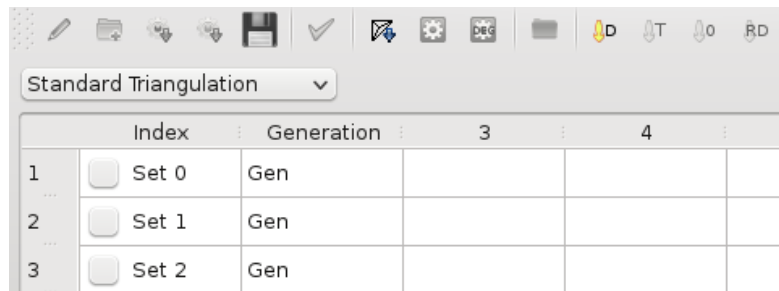 DEG D T 0 RD
Standard Triangulation
Index Generation 3 4
1 Set 0 Gen
2 Set 1 Gen
3 Set 2 Gen